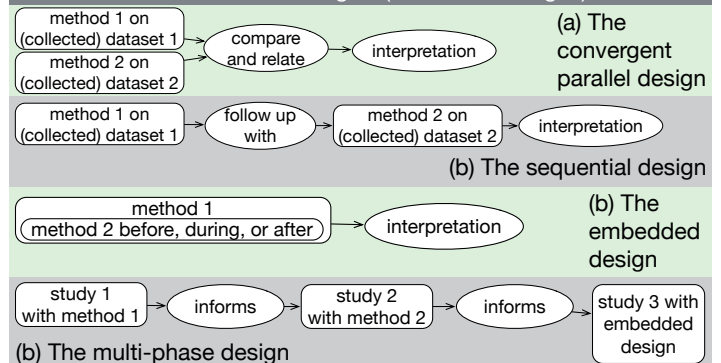 method 1 on
(collected) dataset 1
method 2 on
(collected) dataset 2
compare
and relate
interpretation
(a) The
convergent
parallel design
method 1 on
(collected) dataset 1
follow up
with
method 2 on
(collected) dataset 2
interpretation
(b) The sequential design
method 1
method 2 before, during, or after
interpretation
(b) The
embedded
design
study 1
with method 1
informs
study 2
with method 2
informs
study 3 with
embedded
design
(b) The multi-phase design